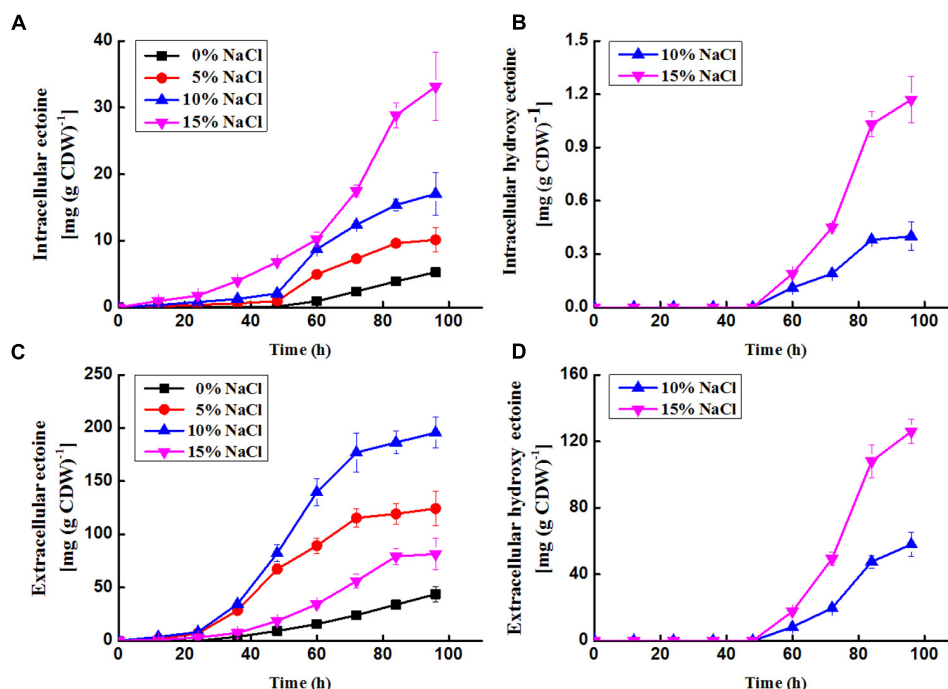 A
Intracellular ectoine
[mg (g CDW)⁻¹]
40
30
20
10
0
0% NaCl
5% NaCl
10% NaCl
15% NaCl
0 20 40 60 80 100
Time (h)
B
Intracellular hydroxy ectoine
[mg (g CDW)⁻¹
1.5
1.2
0.9
0.6
0.3
0.0
10% NaCl
15% NaCl
0 20 40 60 80 100
Time (h)
C
Extracellular ectoine
[mg (g CDW)⁻¹]
250
200
150
100
50
0
0% NaCl
5% NaCl
10% NaCl
15% NaCl
0 20 40 60 80 100
Time (h)
D
Extracellular hydroxy ectoine
[mg (g CDW)⁻¹]
160
120
80
40
0
10% NaCl
15% NaCl
0 20 40 60 80 100
Time (h)